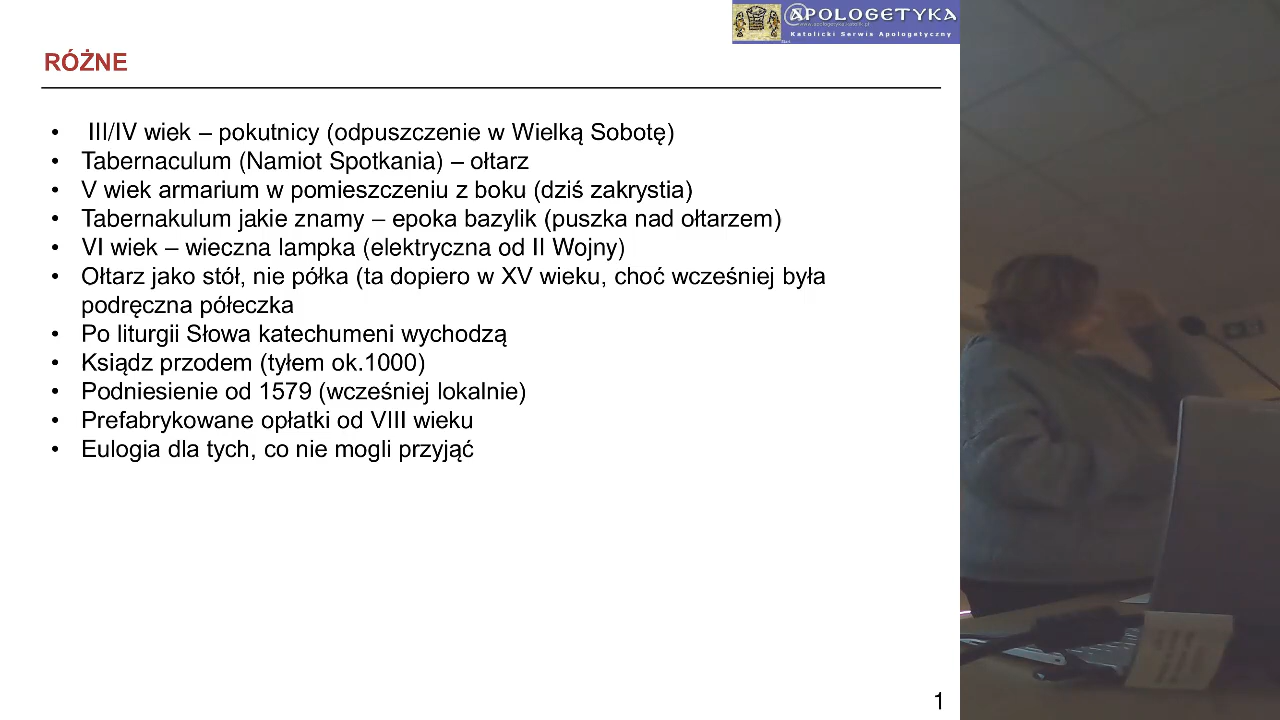 @APOLOGETYKA
www.apologetyka.katolik.pl
Katolicki Serwis Apologetyczny
RÓŻNE
• III/IV wiek – pokutnicy (odpuszczenie w Wielką Sobotę)
• Tabernaculum (Namiot Spotkania) – ołtarz
• V wiek armarium w pomieszczeniu z boku (dziś zakrystia)
• Tabernakulum jakie znamy – epoka bazylik (puszka nad ołtarzem)
• VI wiek – wieczna lampka (elektryczna od II Wojny)
• Ołtarz jako stół, nie półka (ta dopiero w XV wieku, choć wcześniej była
podręczna półeczka
• Po liturgii Słowa katechumeni wychodzą
• Ksiądz przodem (tyłem ok.1000)
• Podniesienie od 1579 (wcześniej lokalnie)
• Prefabrykowane opłatki od VIII wieku
• Eulogia dla tych, co nie mogli przyjąć
1